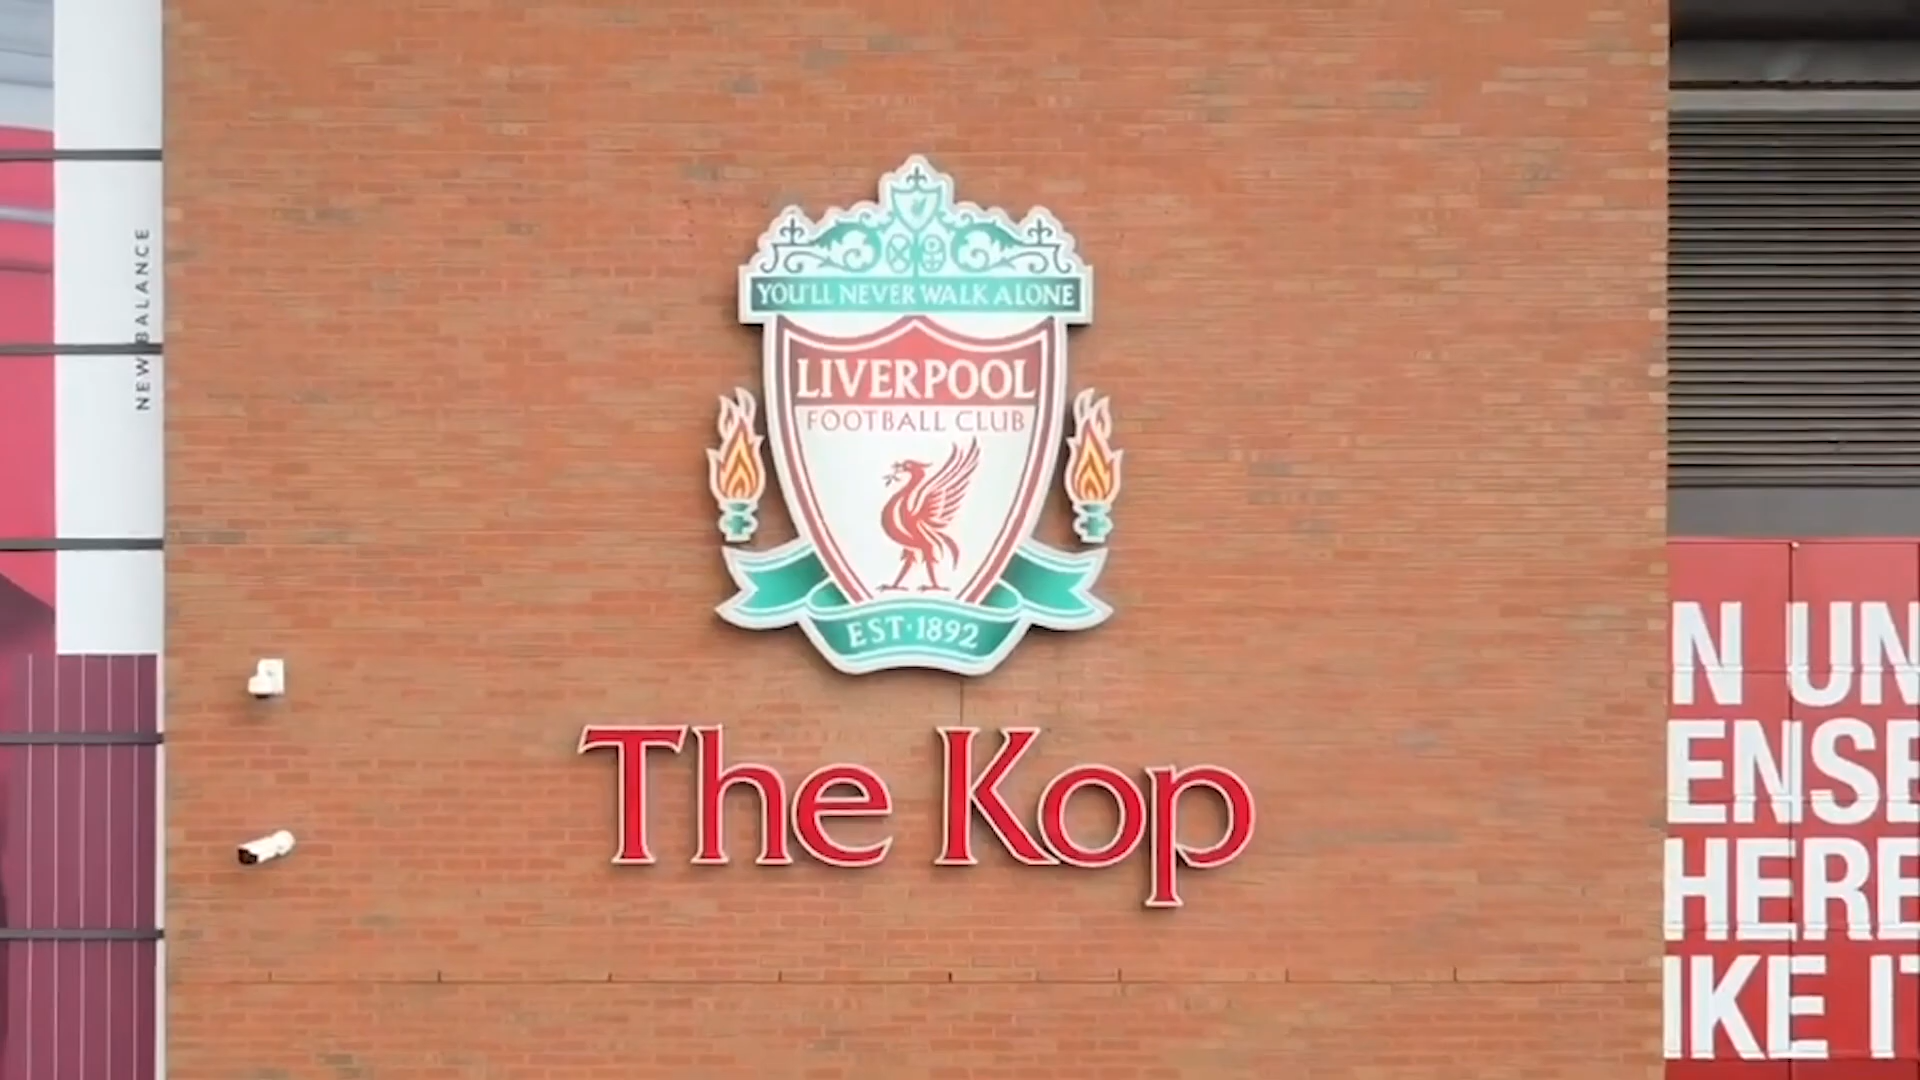 NEW BALANCE
YOU'LL NEVER WALK ALONE
LIVERPOOL
FOOTBALL CLUB
EST·1892
The Kop
N UN
ENSE
HERE
IKE IT